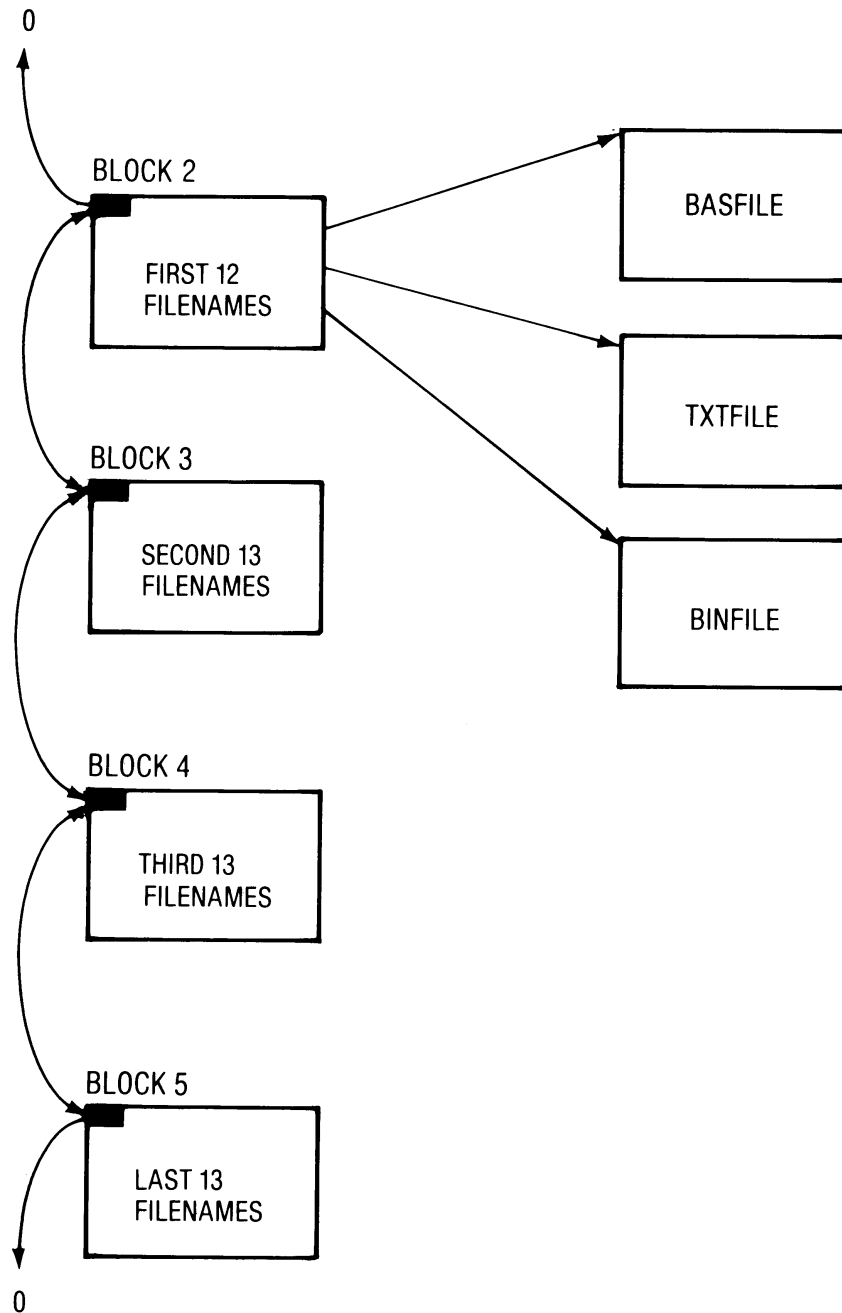 0
BLOCK 2
FIRST 12
FILENAMES
BASFILE
TXTFILE
BLOCK 3
SECOND 13
FILENAMES
BINFILE
BLOCK 4
THIRD 13
FILENAMES
BLOCK 5
LAST 13
FILENAMES
0